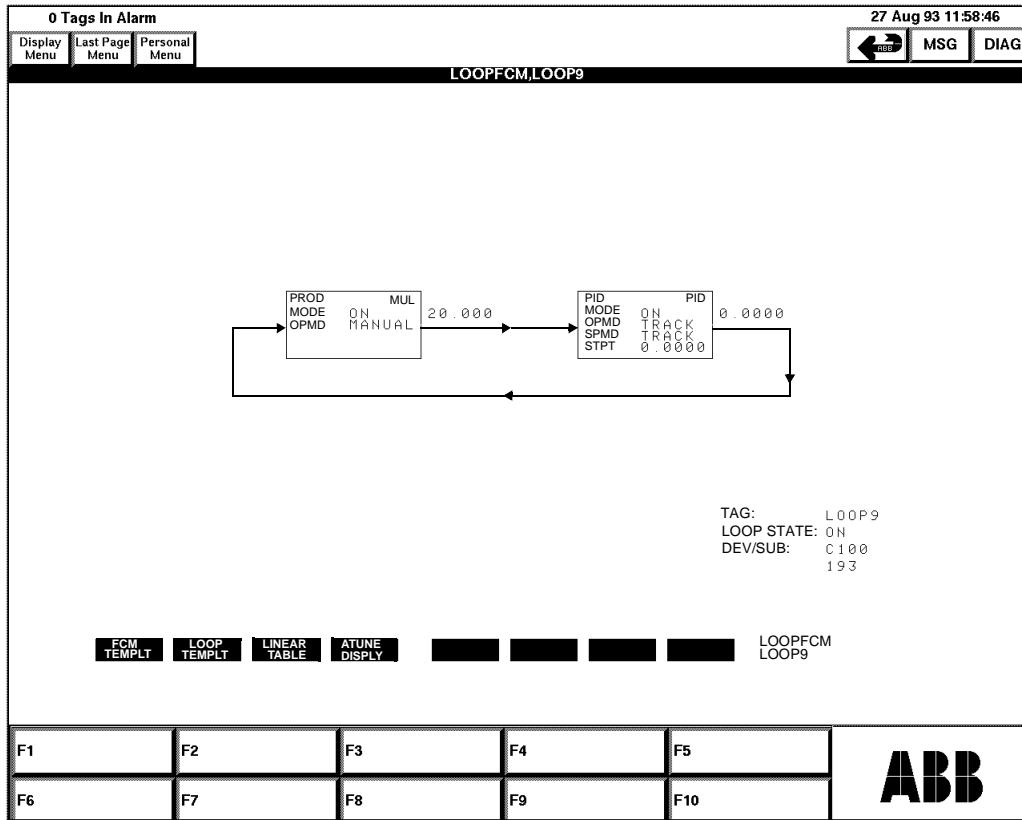 0 Tags In Alarm
27 Aug 93 11:58:46
Display Menu
Last Page Menu
Personal Menu
ABB
MSG
DIAG
LOOPFCM,LOOP9
PROD MUL
MODE ON
OPMD MANUAL
20.000
PID PID
MODE ON
OPMD TRACK
SPMD TRACK
STPT 0.0000
0.0000
TAG: LOOP9
LOOP STATE: ON
DEV/SUB: C100
193
FCM TEMPLT
LOOP TEMPLT
LINEAR TABLE
ATUNE DISPLY
LOOPFCM
LOOP9
F1 F2 F3 F4 F5
F6 F7 F8 F9 F10
ABB